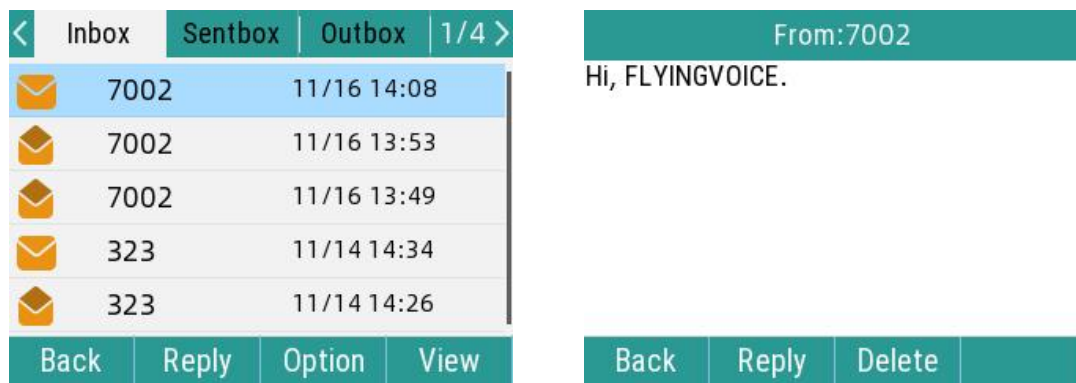 Inbox Sentbox Outbox 1/4
7002 11/16 14:08
7002 11/16 13:53
7002 11/16 13:49
323 11/14 14:34
323 11/14 14:26
Back Reply Option View
From:7002
Hi, FLYINGVOICE.
Back Reply Delete